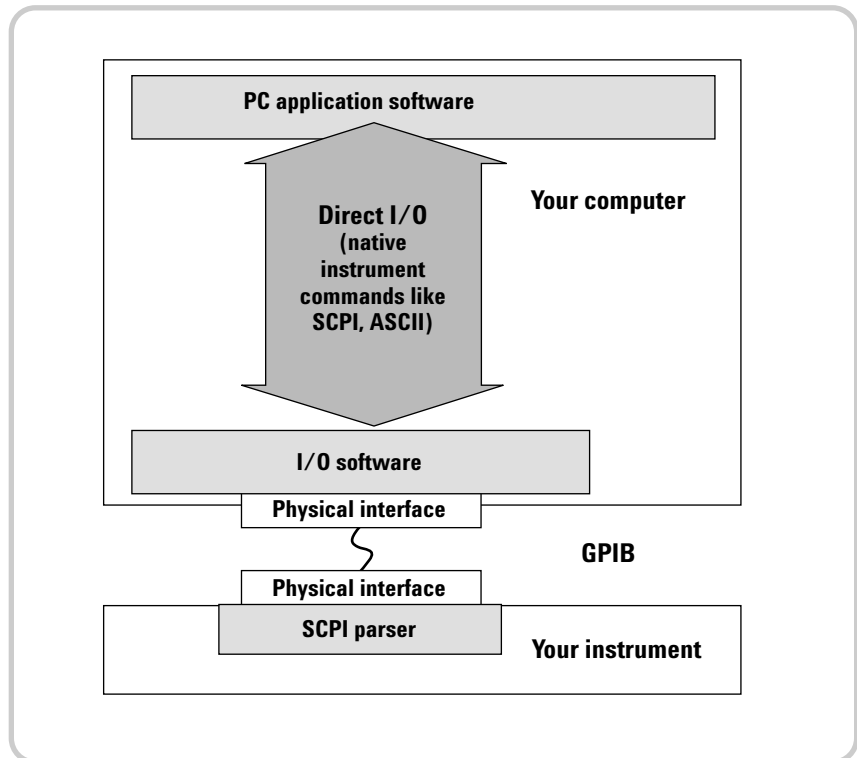 PC application software
Your computer
Direct I/O
(native
instrument
commands like
SCPI, ASCII)
I/O software
Physical interface
GPIB
Physical interface
SCPI parser
Your instrument